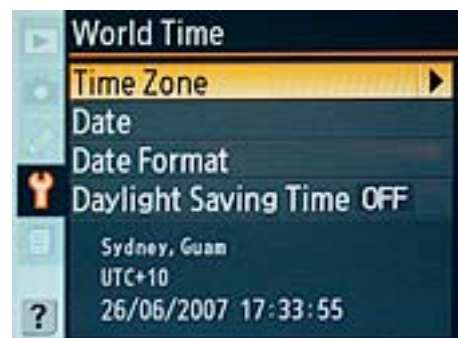 World Time
Time Zone
Date
Date Format
Daylight Saving Time OFF
Sydney, Guam
UTC+10
26/06/2007 17:33:55
?